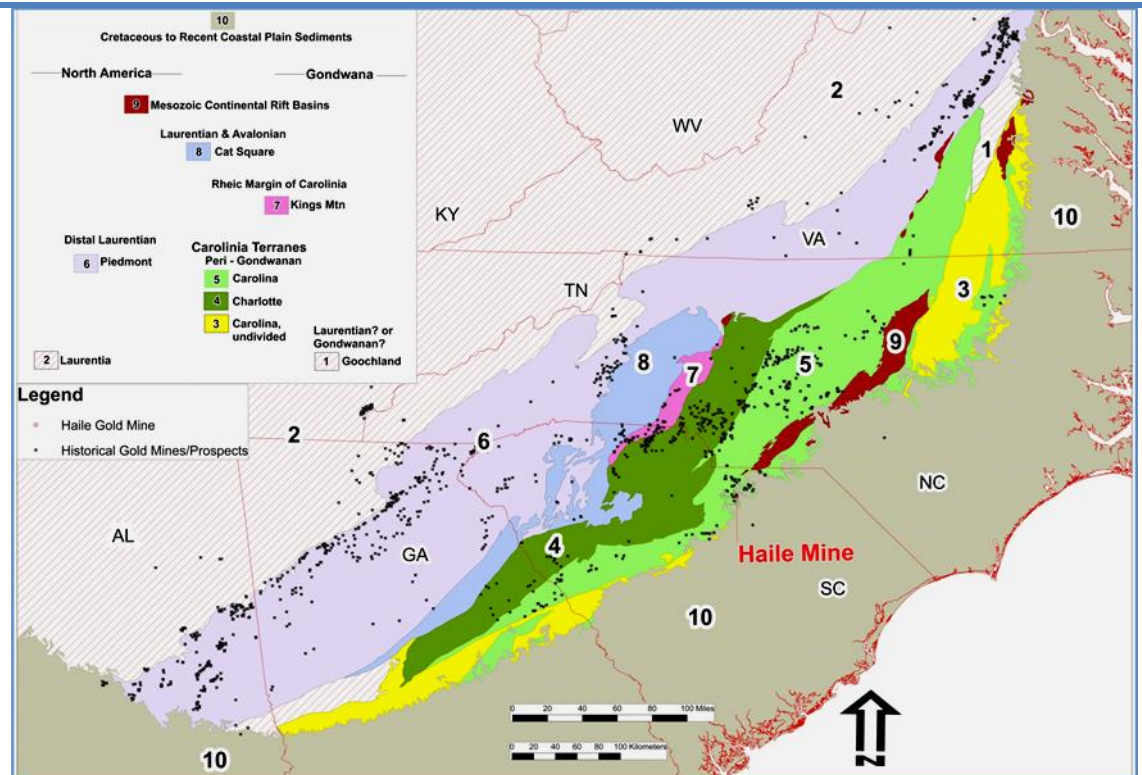 10
Cretaceous to Recent Coastal Plain Sediments
North America
Gondwana
9 Mesozoic Continental Rift Basins
Laurentian & Avalonian
8 Cat Square
Rheic Margin of Carolinia
7 Kings Mtn
Distal Laurentian
6 Piedmont
Carolinia Terranes
Peri - Gondwanan
5 Carolina
4 Charlotte
3 Carolina,
undivided
Laurentian? or
Gondwanan?
2 Laurentia
1 Goochland
Legend
Haile Gold Mine
Historical Gold Mines/Prospects
2
WV
1
KY
10
VA
TN
3
8
9
7
5
2
6
NC
AL
GA
4
Haile Mine
SC
10
0 20 40 60 80 100 Miles
0 20 40 60 80 100 Kilometers
N
10